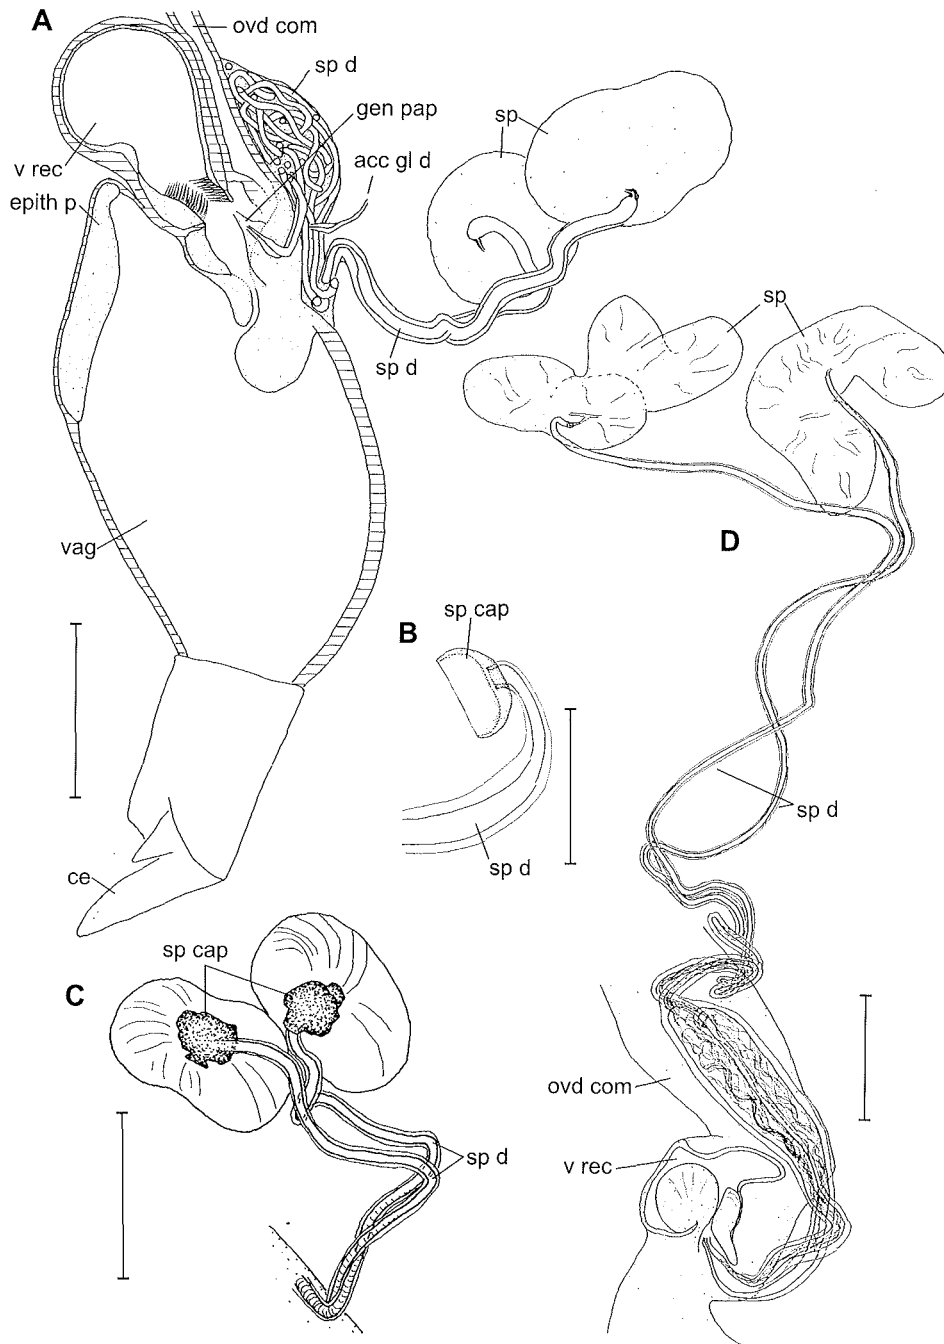 A
ovd com
sp d
gen pap
sp
acc gl d
v rec
epith p
sp
sp d
D
vag
sp cap
B
sp d
sp d
ce
sp cap
C
ovd com
v rec
sp d